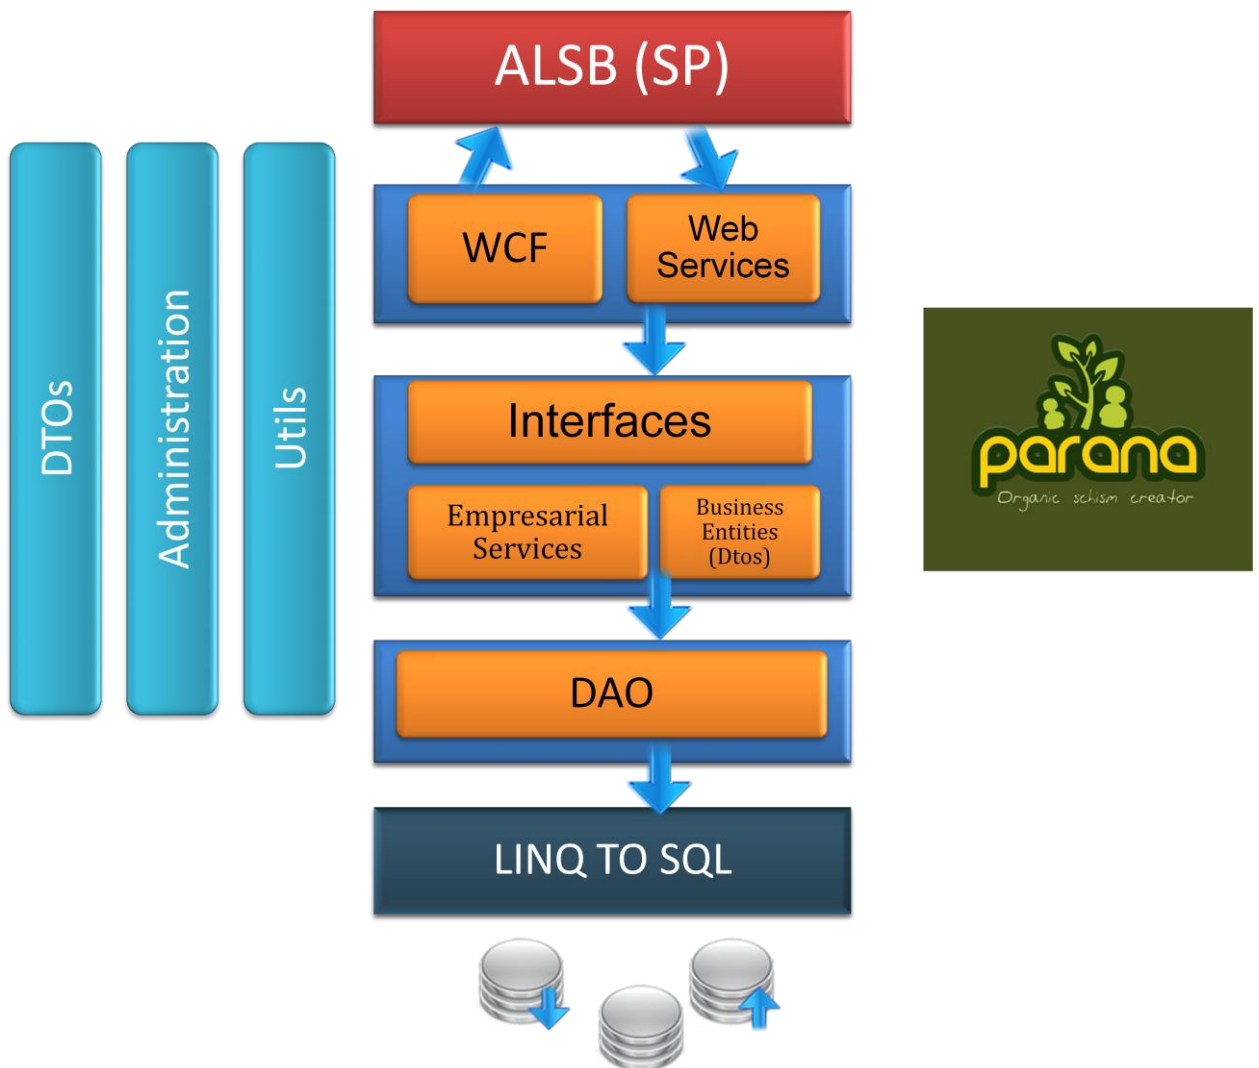 ALSB (SP)
WCF
Web
Services
DTOs
Administration
Utils
Interfaces
Empresarial
Services
Business
Entities
(Dtos)
parana
Organic schism creator
DAO
LINQ TO SQL